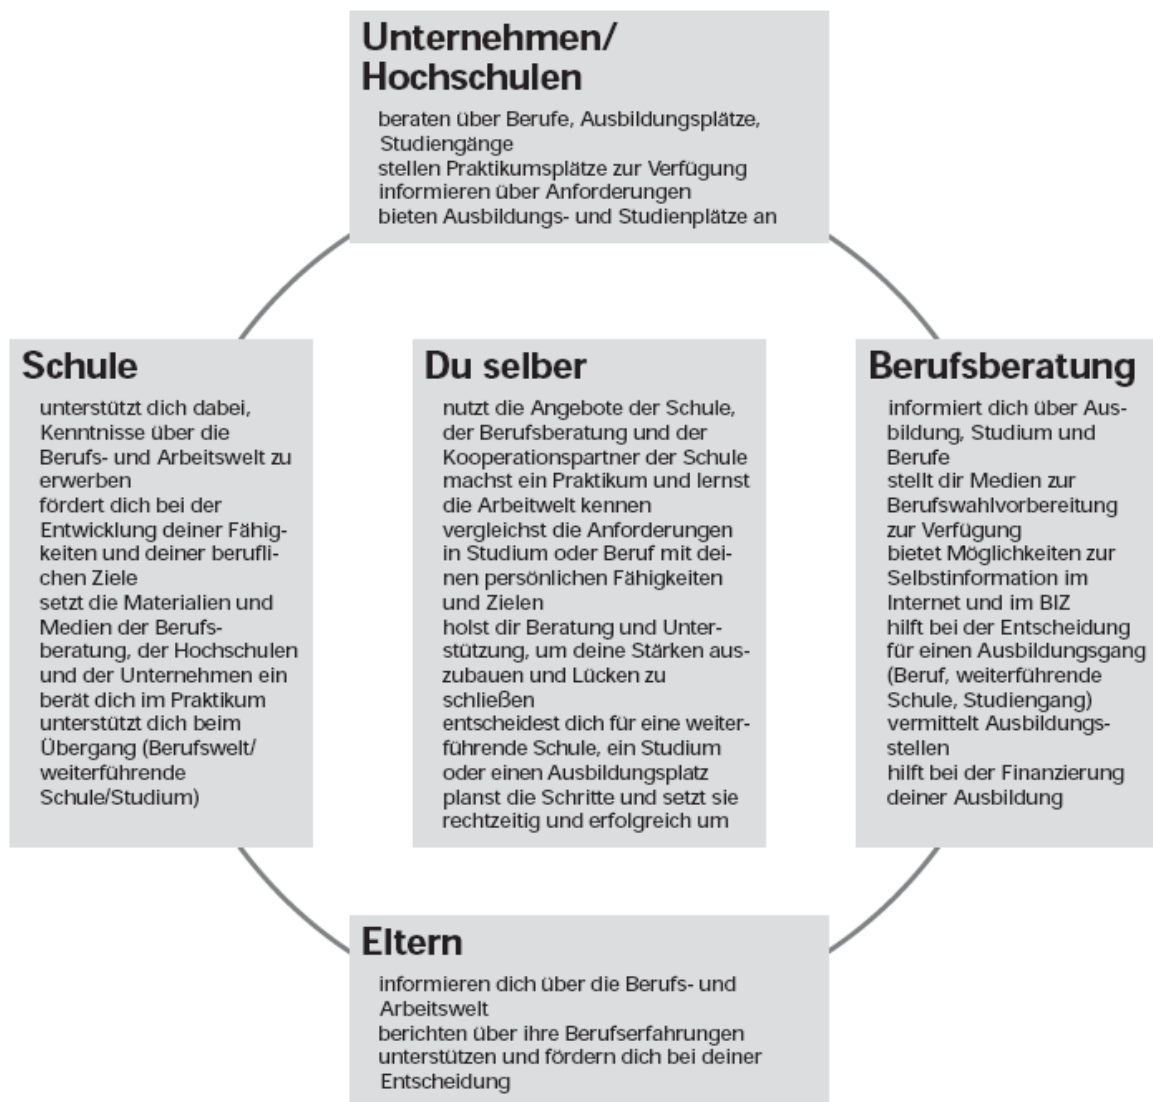 Unternehmen/
Hochschulen
beraten über Berufe, Ausbildungsplätze,
Studiengänge
stellen Praktikumsplätze zur Verfügung
informieren über Anforderungen
bieten Ausbildungs- und Studienplätze an
Schule
unterstützt dich dabei,
Kenntnisse über die
Berufs- und Arbeitswelt zu
erwerben
fördert dich bei der
Entwicklung deiner Fähig-
keiten und deiner berufli-
chen Ziele
setzt die Materialien und
Medien der Berufs-
beratung, der Hochschulen
und der Unternehmen ein
berät dich im Praktikum
unterstützt dich beim
Übergang (Berufswelt/
weiterführende
Schule/Studium)
Du selber
nutzt die Angebote der Schule,
der Berufsberatung und der
Kooperationspartner der Schule
machst ein Praktikum und lernst
die Arbeitwelt kennen
vergleichst die Anforderungen
in Studium oder Beruf mit dei-
nen persönlichen Fähigkeiten
und Zielen
holst dir Beratung und Unter-
stützung, um deine Stärken aus-
zubauen und Lücken zu
schließen
entscheidest dich für eine weiter-
führende Schule, ein Studium
oder einen Ausbildungsplatz
planst die Schritte und setzt sie
rechtzeitig und erfolgreich um
Berufsberatung
informiert dich über Aus-
bildung, Studium und
Berufe
stellt dir Medien zur
Berufswahlvorbereitung
zur Verfügung
bietet Möglichkeiten zur
Selbstinformation im
Internet und im BIZ
hilft bei der Entscheidung
für einen Ausbildungsgang
(Beruf, weiterführende
Schule, Studiengang)
vermittelt Ausbildungs-
stellen
hilft bei der Finanzierung
deiner Ausbildung
Eltern
informieren dich über die Berufs- und
Arbeitswelt
berichten über ihre Berufserfahrungen
unterstützen und fördern dich bei deiner
Entscheidung